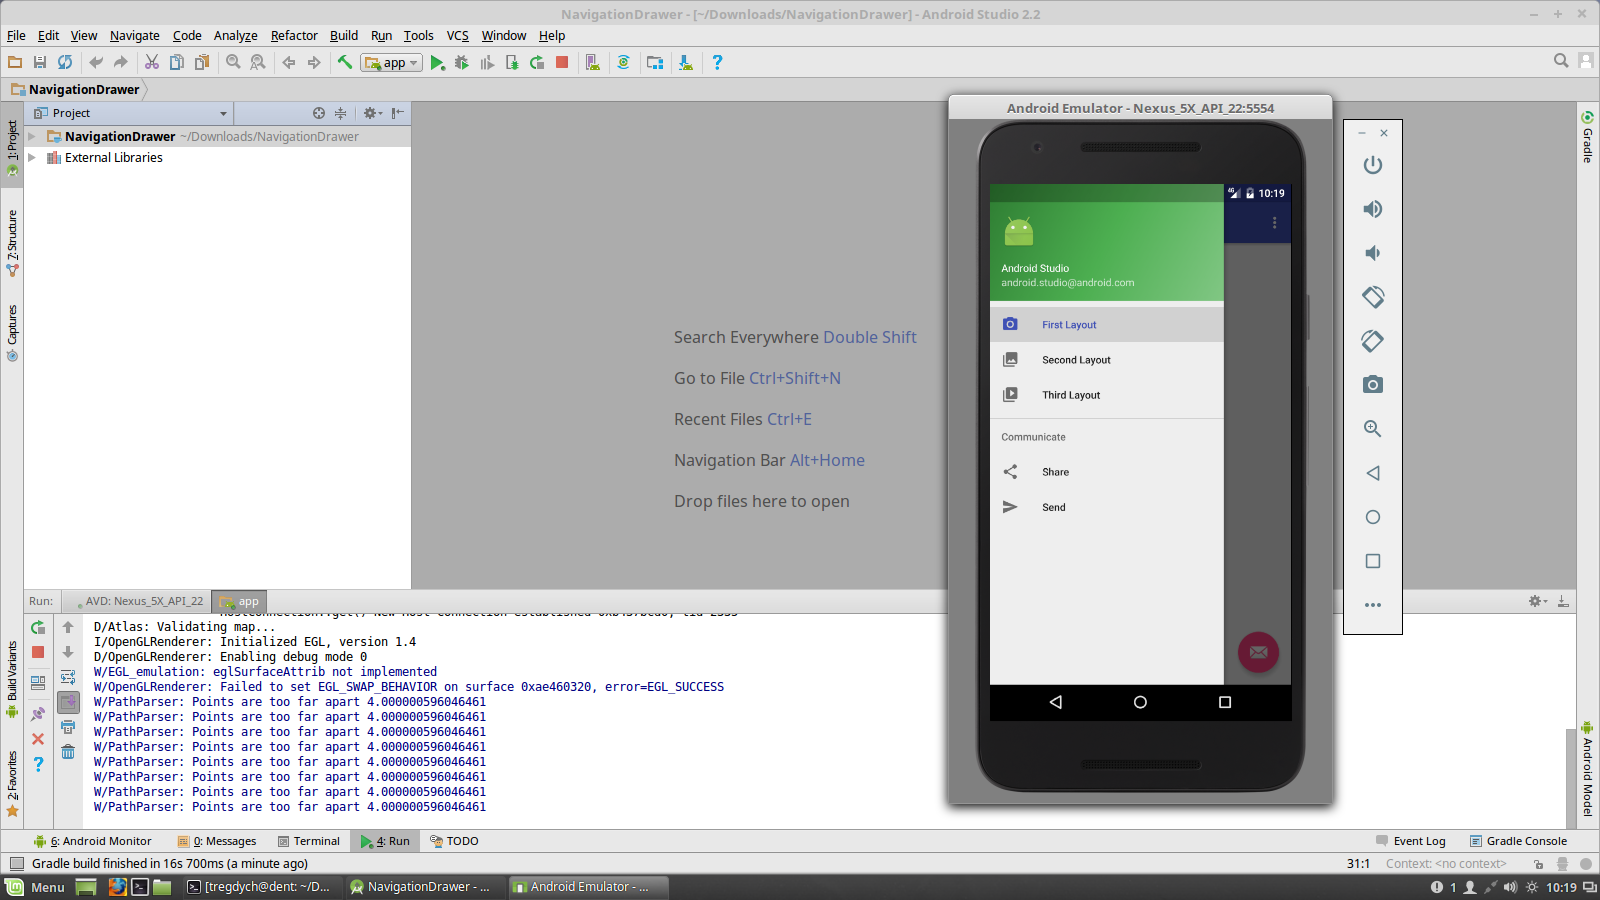 NavigationDrawer - [~/Downloads/NavigationDrawer] - Android Studio 2.2
File Edit View Navigate Code Analyze Refactor Build Run Tools VCS Window Help
app
NavigationDrawer
Project
NavigationDrawer ~/Downloads/NavigationDrawer
External Libraries
1: Project
7: Structure
Captures
Build Variants
2: Favorites
Search Everywhere Double Shift
Go to File Ctrl+Shift+N
Recent Files Ctrl+E
Navigation Bar Alt+Home
Drop files here to open
Android Emulator - Nexus_5X_API_22:5554
4G 10:19
Android Studio
android.studio@android.com
First Layout
Second Layout
Third Layout
Communicate
Share
Send
Gradle
Android Model
Run: AVD: Nexus_5X_API_22 app
D/Atlas: Validating map...
I/OpenGLRenderer: Initialized EGL, version 1.4
D/OpenGLRenderer: Enabling debug mode 0
W/EGL_emulation: eglSurfaceAttrib not implemented
W/OpenGLRenderer: Failed to set EGL_SWAP_BEHAVIOR on surface 0xae460320, error=EGL_SUCCESS
W/PathParser: Points are too far apart 4.000000596046461
W/PathParser: Points are too far apart 4.000000596046461
W/PathParser: Points are too far apart 4.000000596046461
W/PathParser: Points are too far apart 4.000000596046461
W/PathParser: Points are too far apart 4.000000596046461
W/PathParser: Points are too far apart 4.000000596046461
W/PathParser: Points are too far apart 4.000000596046461
W/PathParser: Points are too far apart 4.000000596046461
6: Android Monitor 0: Messages Terminal 4: Run TODO Event Log Gradle Console
Gradle build finished in 16s 700ms (a minute ago) 31:1 Context: <no context>
Menu [tregdych@dent: ~/D... NavigationDrawer - ... Android Emulator - ... 1 10:19